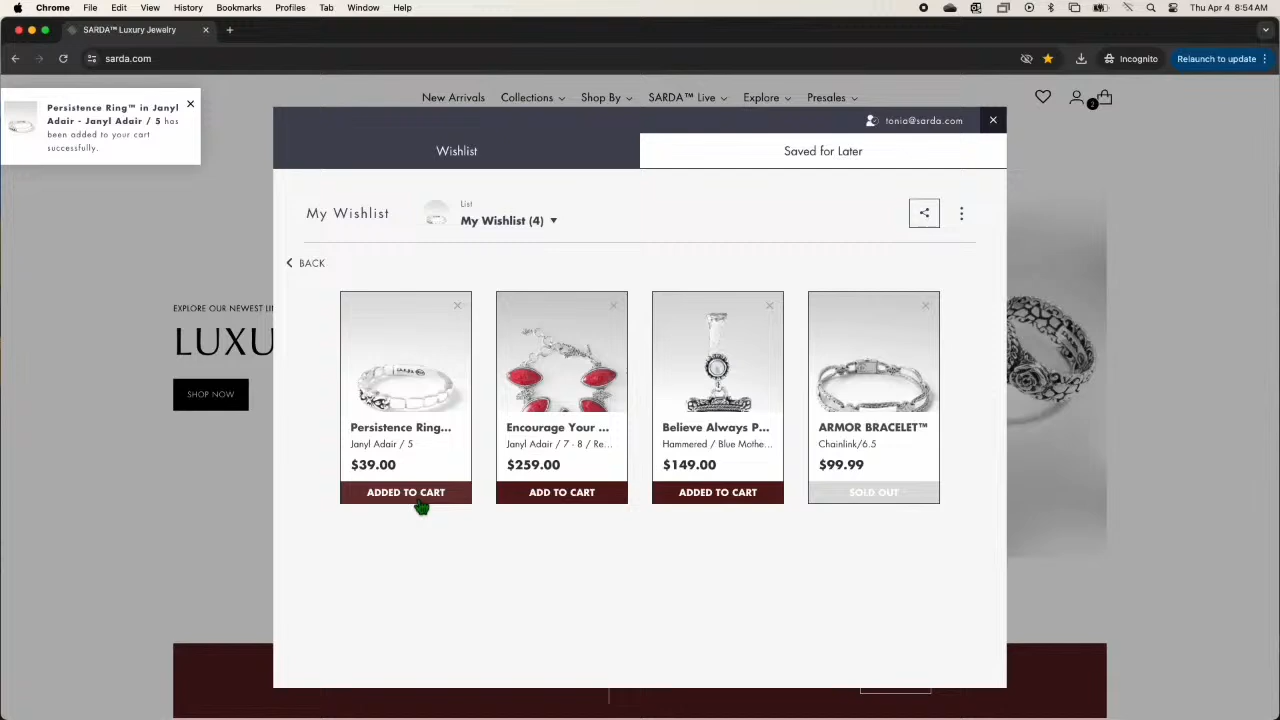 Chrome File Edit View History Bookmarks Profiles Tab Window Help
Thu Apr 4 8:54 AM
SARDA™ Luxury Jewelry
sarda.com
Incognito
Relaunch to update
Persistence Ring™ in Janyl
Adair - Janyl Adair / 5 has
been added to your cart
successfully.
New Arrivals Collections Shop By SARDA™ Live Explore Presales
2
tonia@sarda.com
Wishlist
Saved for Later
My Wishlist
List
My Wishlist (4)
BACK
EXPLORE OUR NEWEST
LUXU
SHOP NOW
Persistence Ring...
Janyl Adair / 5
$39.00
ADDED TO CART
Encourage Your ...
Janyl Adair / 7 - 8 / Re...
$259.00
ADD TO CART
Believe Always P...
Hammered / Blue Mothe...
$149.00
ADDED TO CART
ARMOR BRACELET™
Chainlink/6.5
$99.99
SOLD OUT